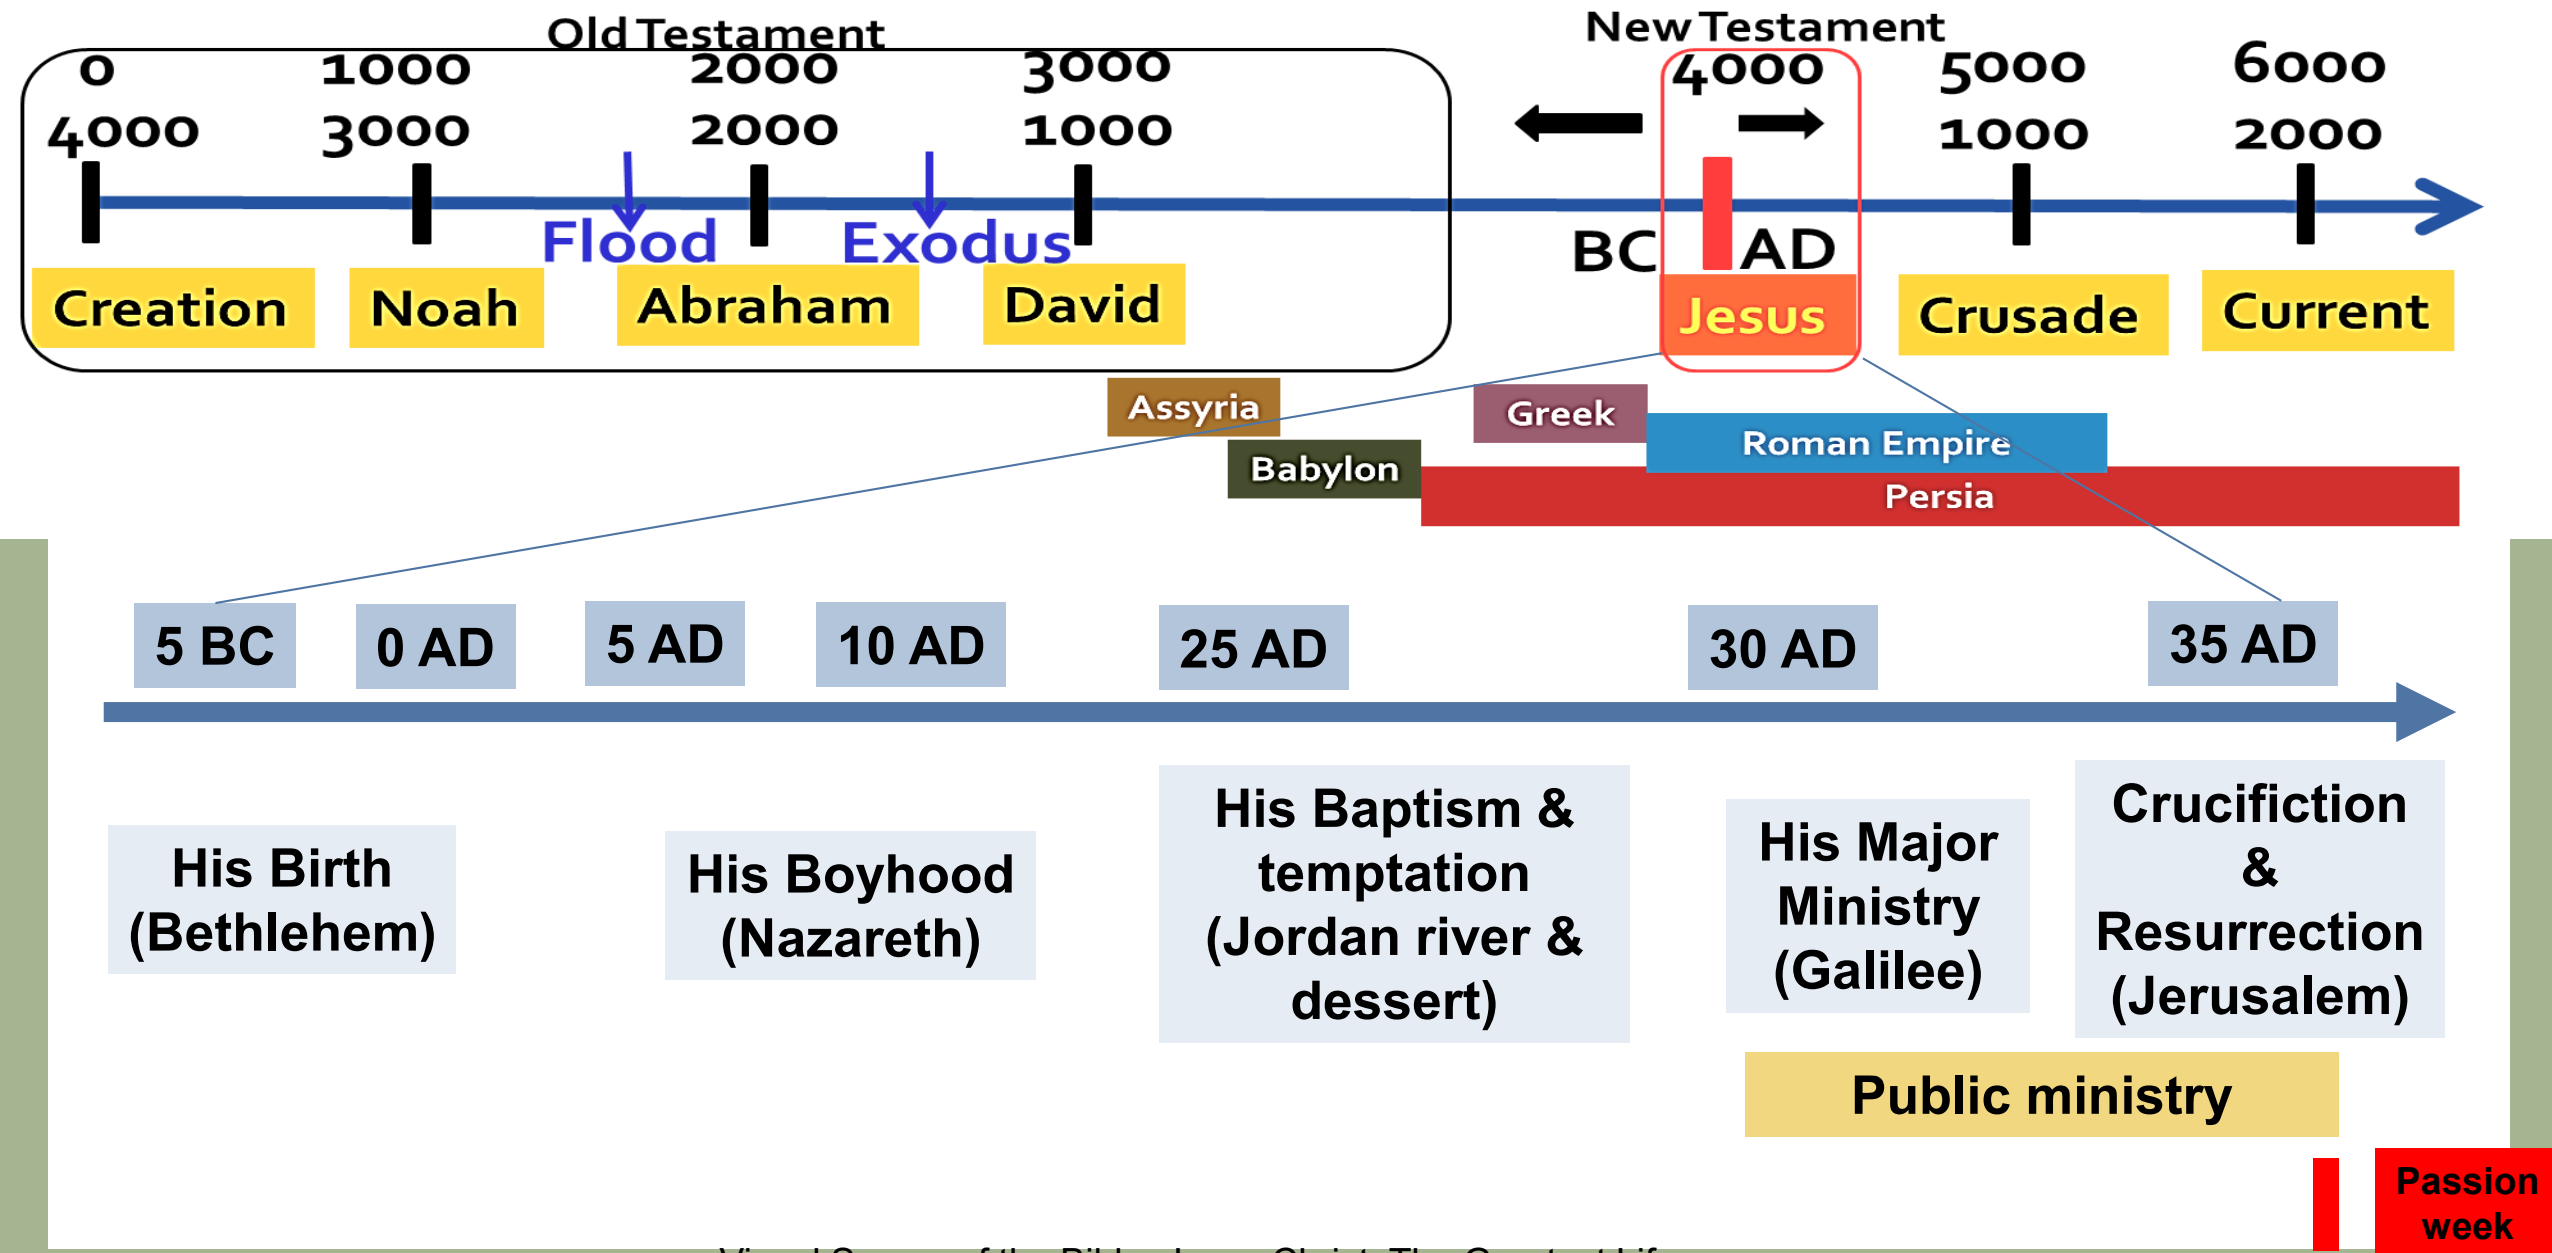 Old Testament
New Testament
0 1000 2000 3000 4000 5000 6000
4000 3000 2000 1000 1000 2000
Flood Exodus BC AD
Creation Noah Abraham David Jesus Crusade Current
Assyria Greek
Roman Empire
Babylon
Persia
5 BC 0 AD 5 AD 10 AD 25 AD 30 AD 35 AD
His Birth
(Bethlehem)
His Boyhood
(Nazareth)
His Baptism &
temptation
(Jordan river &
dessert)
His Major
Ministry
(Galilee)
Crucifiction
&
Resurrection
(Jerusalem)
Public ministry
Passion
week